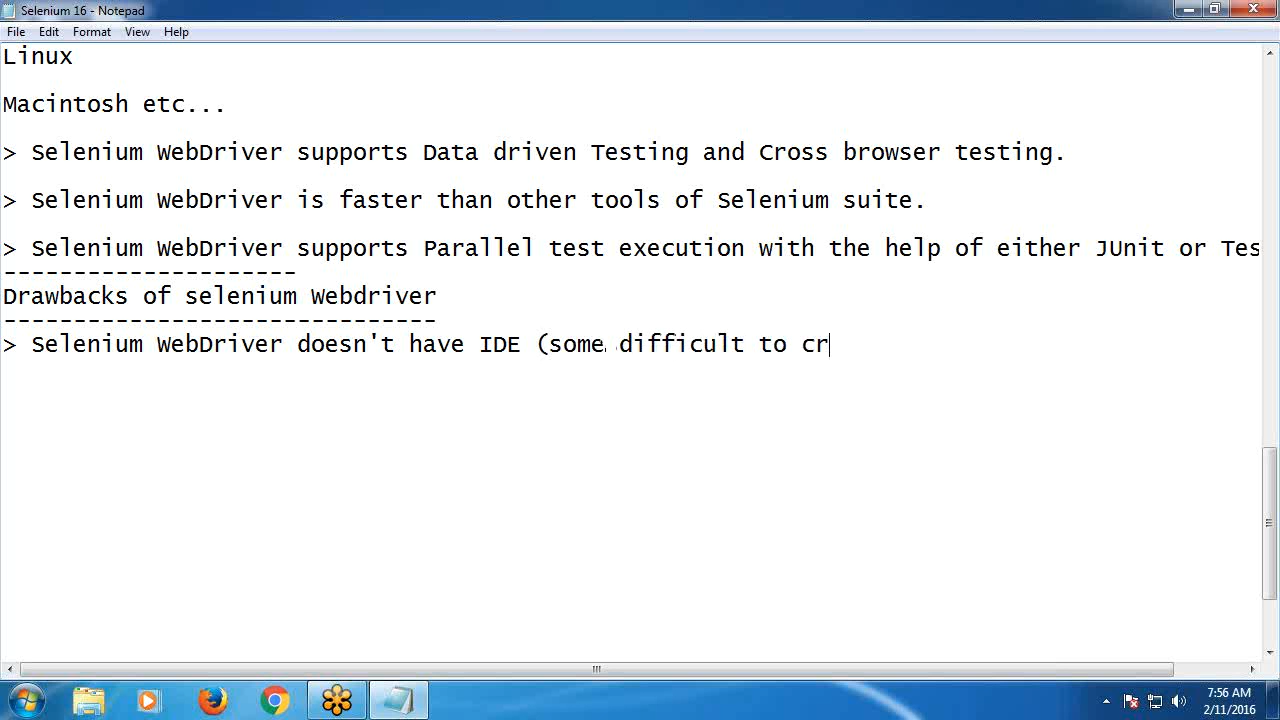 Selenium 16 - Notepad
File Edit Format View Help
Linux
Macintosh etc...
> Selenium WebDriver supports Data driven Testing and Cross browser testing.
> Selenium WebDriver is faster than other tools of Selenium suite.
> Selenium WebDriver supports Parallel test execution with the help of either JUnit or Tes
---------------------
Drawbacks of selenium Webdriver
-------------------------------
> Selenium WebDriver doesn't have IDE (some difficult to cr
7:56 AM
2/11/2016